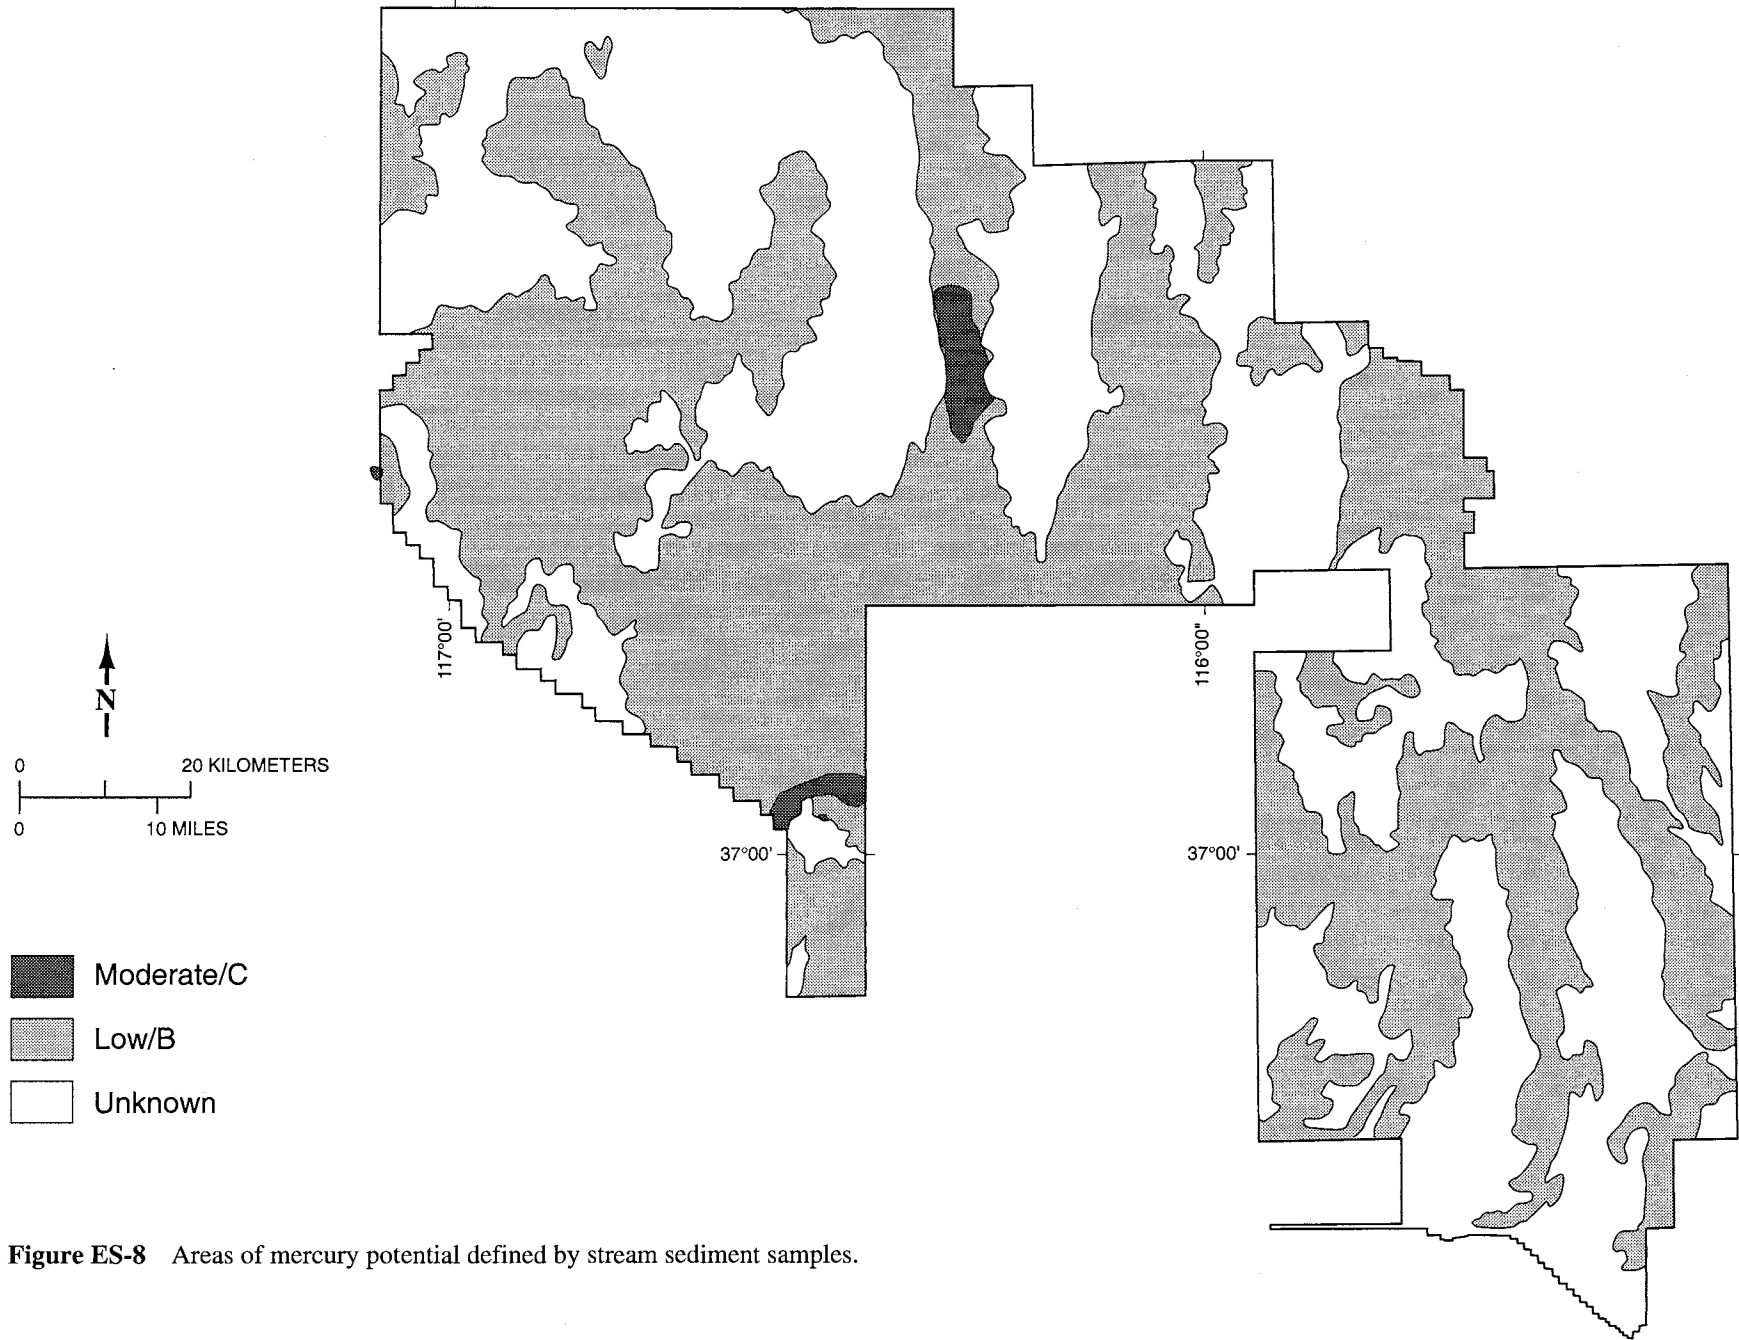 117°00'
116°00"
N
0 20 KILOMETERS
0 10 MILES
37°00'
37°00'
Moderate/C
Low/B
Unknown
Figure ES-8 Areas of mercury potential defined by stream sediment samples.